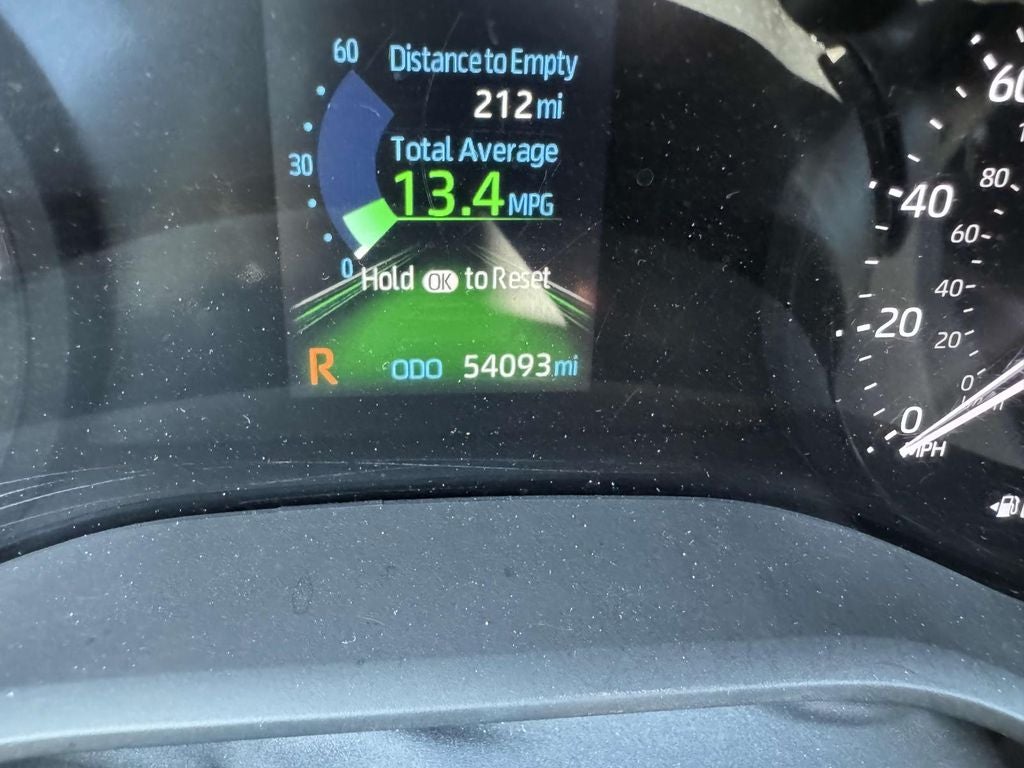 60
Distance to Empty
212 mi
Total Average
30
13.4 MPG
0
Hold OK to Reset
R ODO 54093 mi
60
80
40
60
40
20
20
0
0
MPH